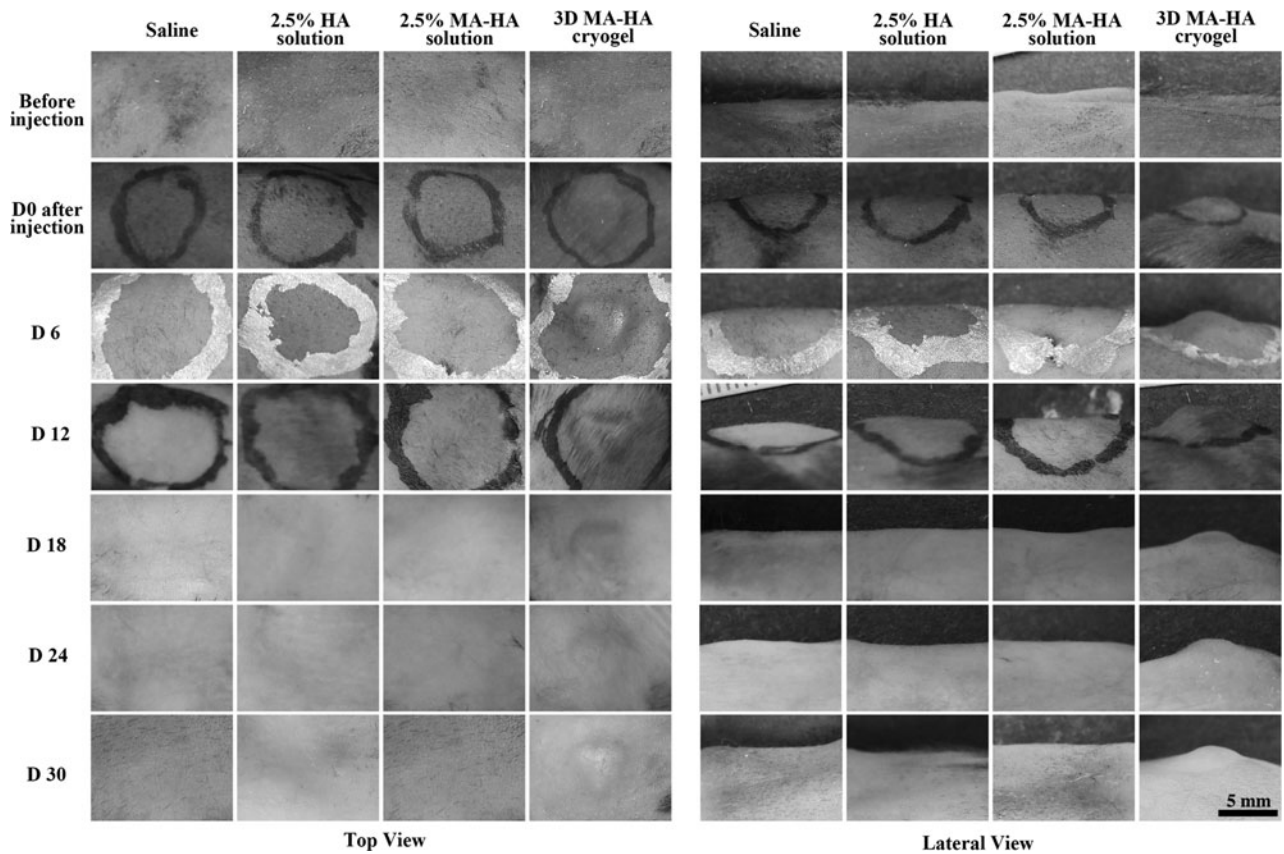 Saline
2.5% HA
solution
2.5% MA-HA
solution
3D MA-HA
cryogel
Saline
2.5% HA
solution
2.5% MA-HA
solution
3D MA-HA
cryogel
Before
injection
D0 after
injection
D 6
D 12
D 18
D 24
D 30
5 mm
Top View
Lateral View